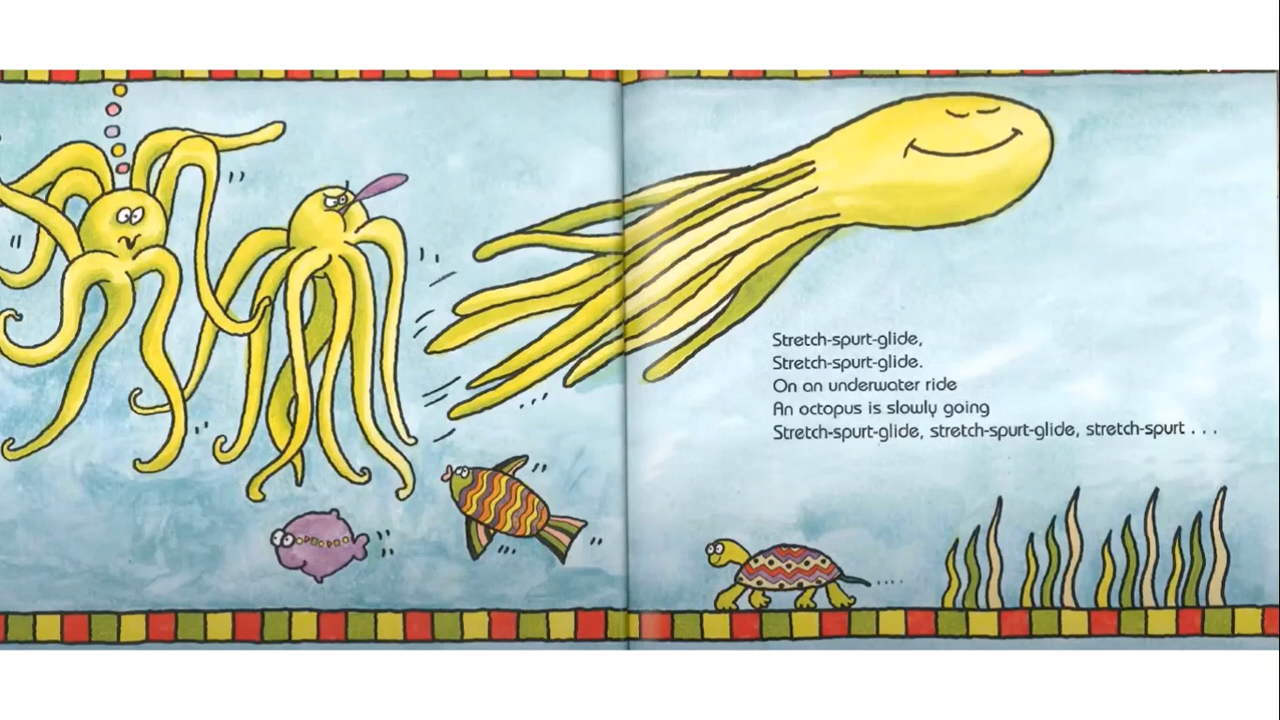 Stretch-spurt-glide,
Stretch-spurt-glide.
On an underwater ride
An octopus is slowly going
Stretch-spurt-glide, stretch-spurt-glide, stretch-spurt . . .